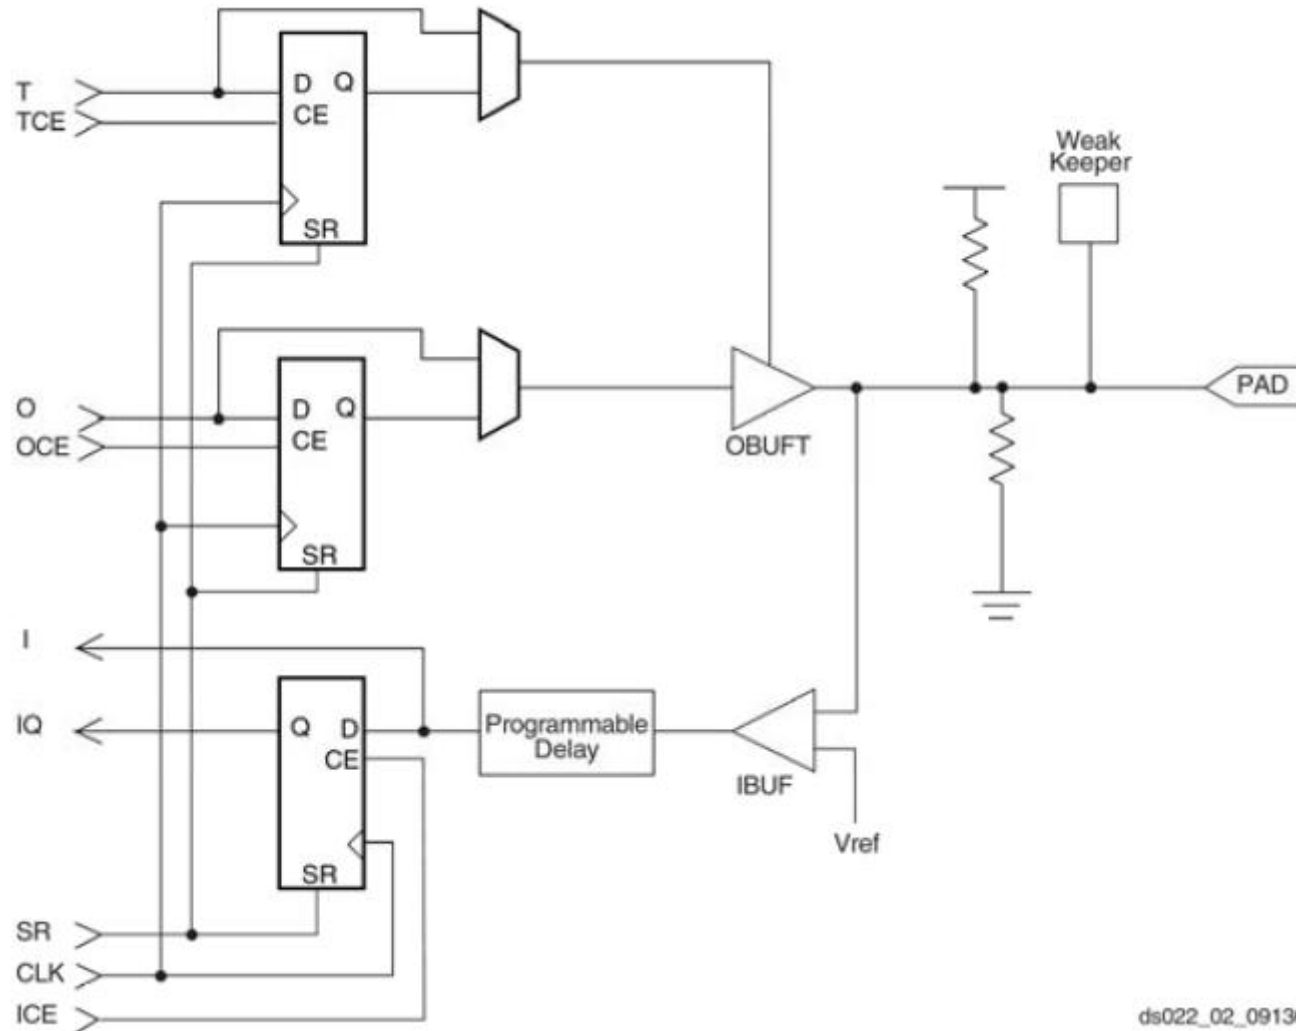 T
TCE
D Q
CE
SR
Weak
Keeper
O
OCE
D Q
CE
SR
OBUFT
PAD
I
IQ
Q D
CE
SR
Programmable
Delay
IBUF
Vref
SR
CLK
ICE